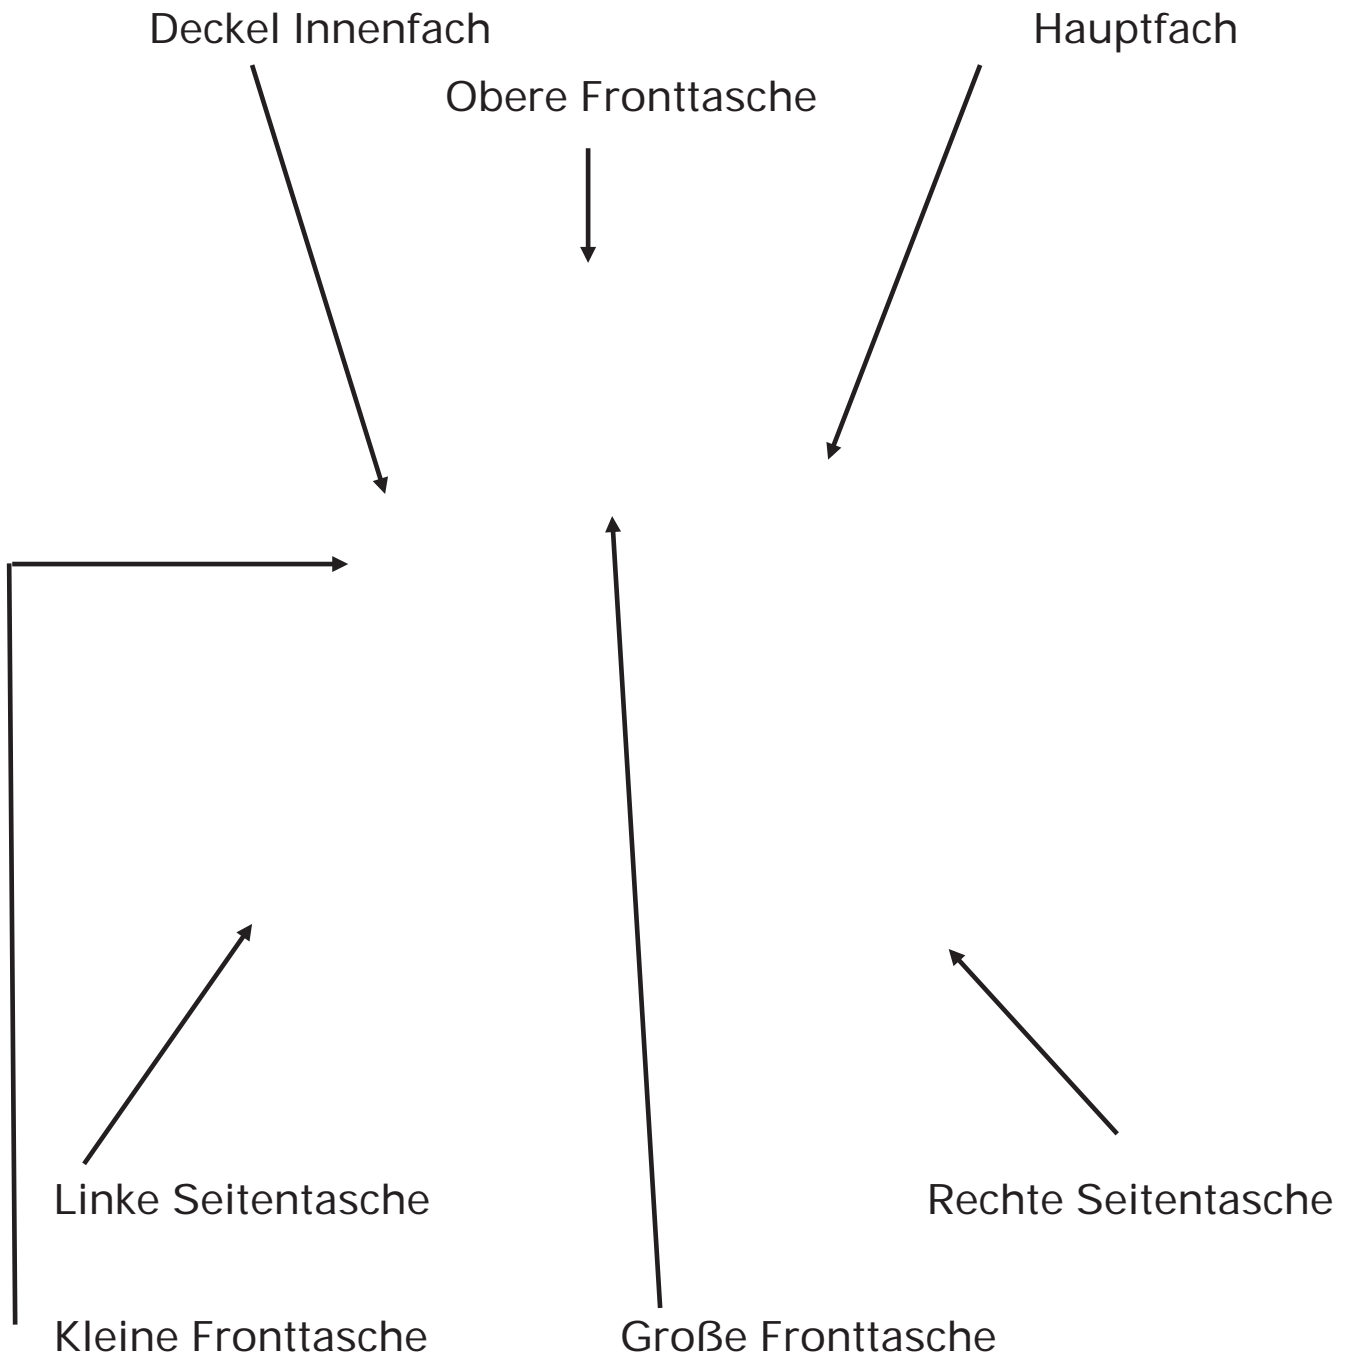 Deckel Innenfach
Hauptfach
Obere Fronttasche
Linke Seitentasche
Rechte Seitentasche
Kleine Fronttasche
Große Fronttasche